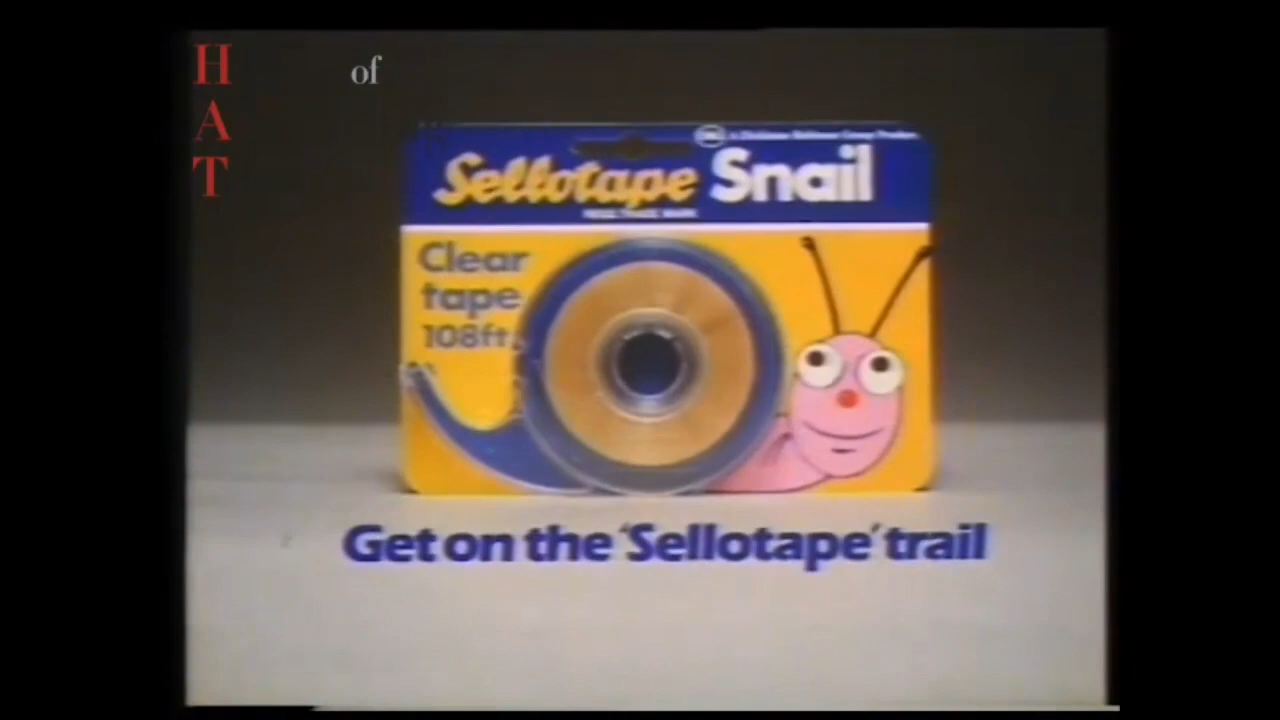 H
A
T
of
Sellotape Snail
Clear
tape
108ft.
Get on the 'Sellotape' trail